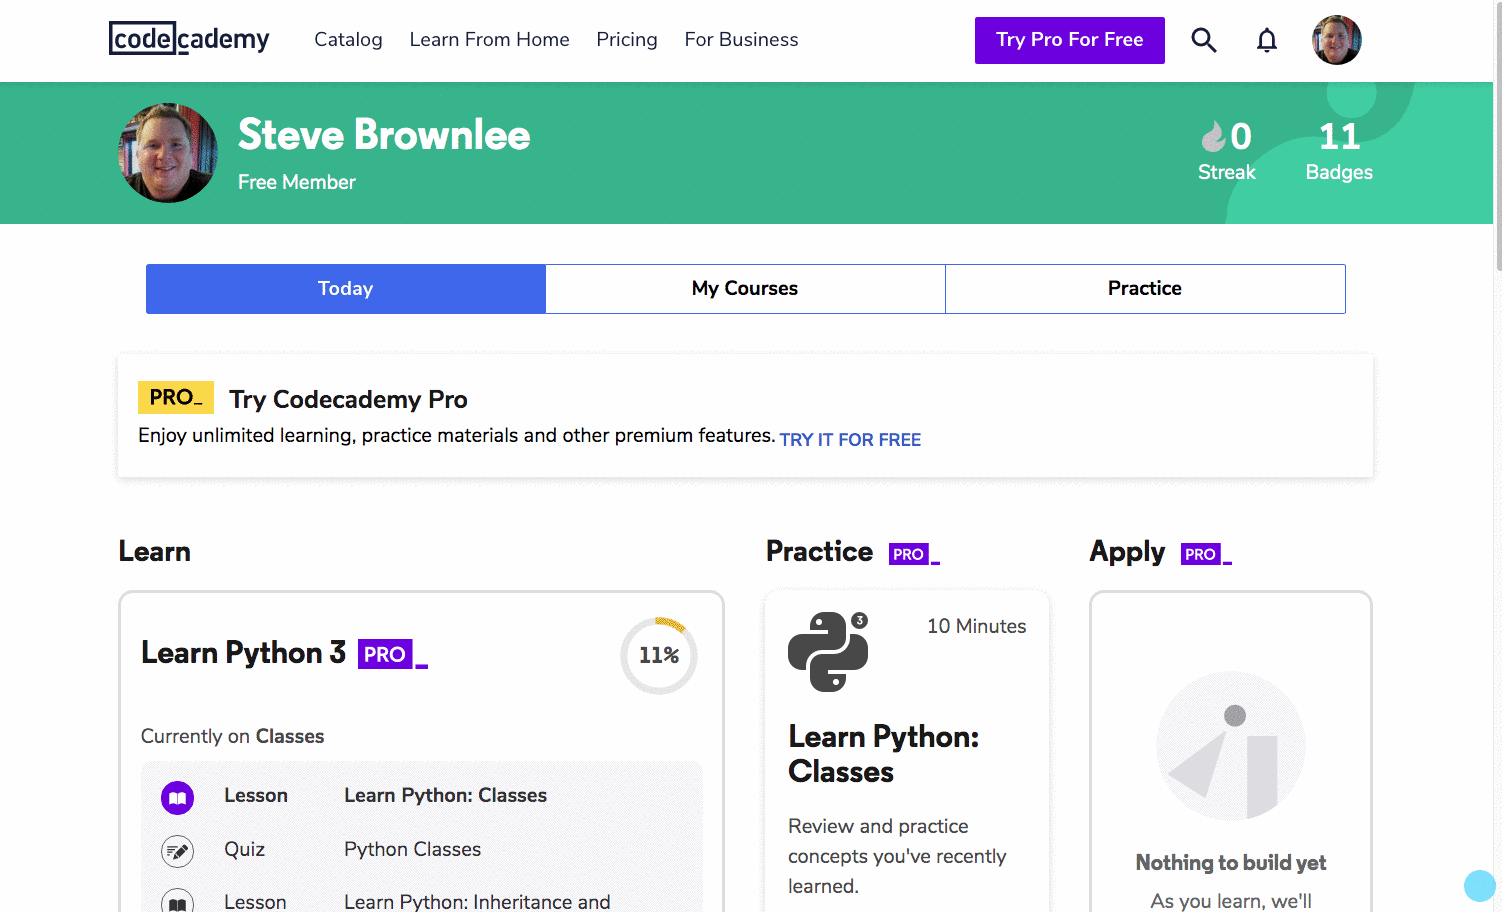 codecademy
Catalog Learn From Home Pricing For Business
Try Pro For Free
Steve Brownlee
Free Member
0
Streak
11
Badges
Today
My Courses
Practice
PRO_ Try Codecademy Pro
Enjoy unlimited learning, practice materials and other premium features. TRY IT FOR FREE
Learn
Learn Python 3 PRO_
11%
Currently on Classes
Lesson Learn Python: Classes
Quiz Python Classes
Lesson Learn Python: Inheritance and
Practice PRO_
3
10 Minutes
Learn Python:
Classes
Review and practice
concepts you've recently
learned.
Apply PRO_
Nothing to build yet
As you learn, we'll